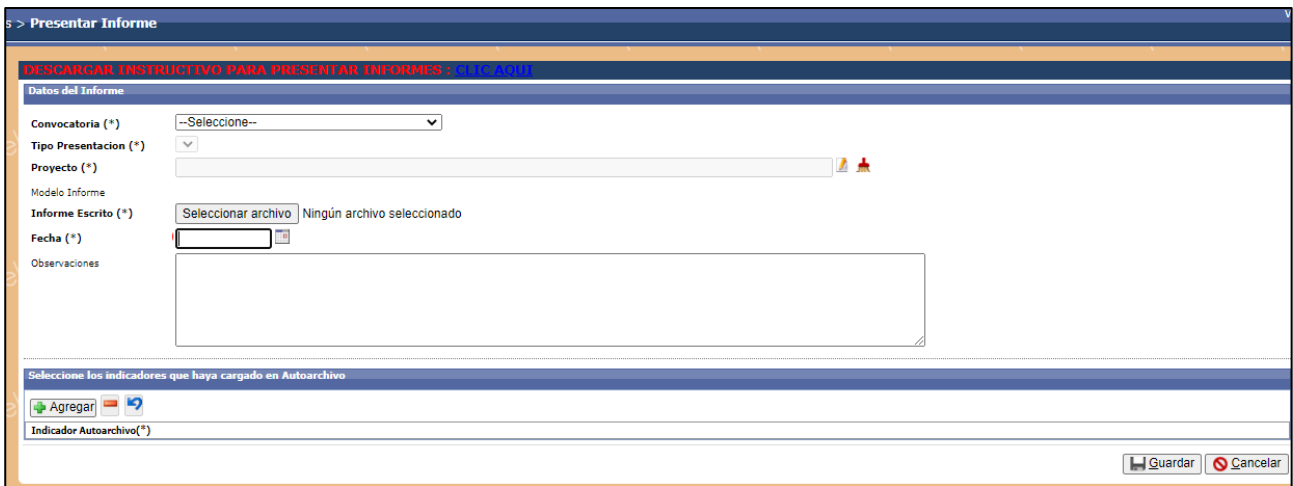 s > Presentar Informe
DESCARGAR INSTRUCTIVO PARA PRESENTAR INFORMES : CLIC AQUI
Datos del Informe
Convocatoria (*) --Seleccione--
Tipo Presentacion (*)
Proyecto (*)
Modelo Informe
Informe Escrito (*) Seleccionar archivo Ningún archivo seleccionado
Fecha (*)
Observaciones
Seleccione los indicadores que haya cargado en Autoarchivo
Agregar
Indicador Autoarchivo(*)
Guardar Cancelar